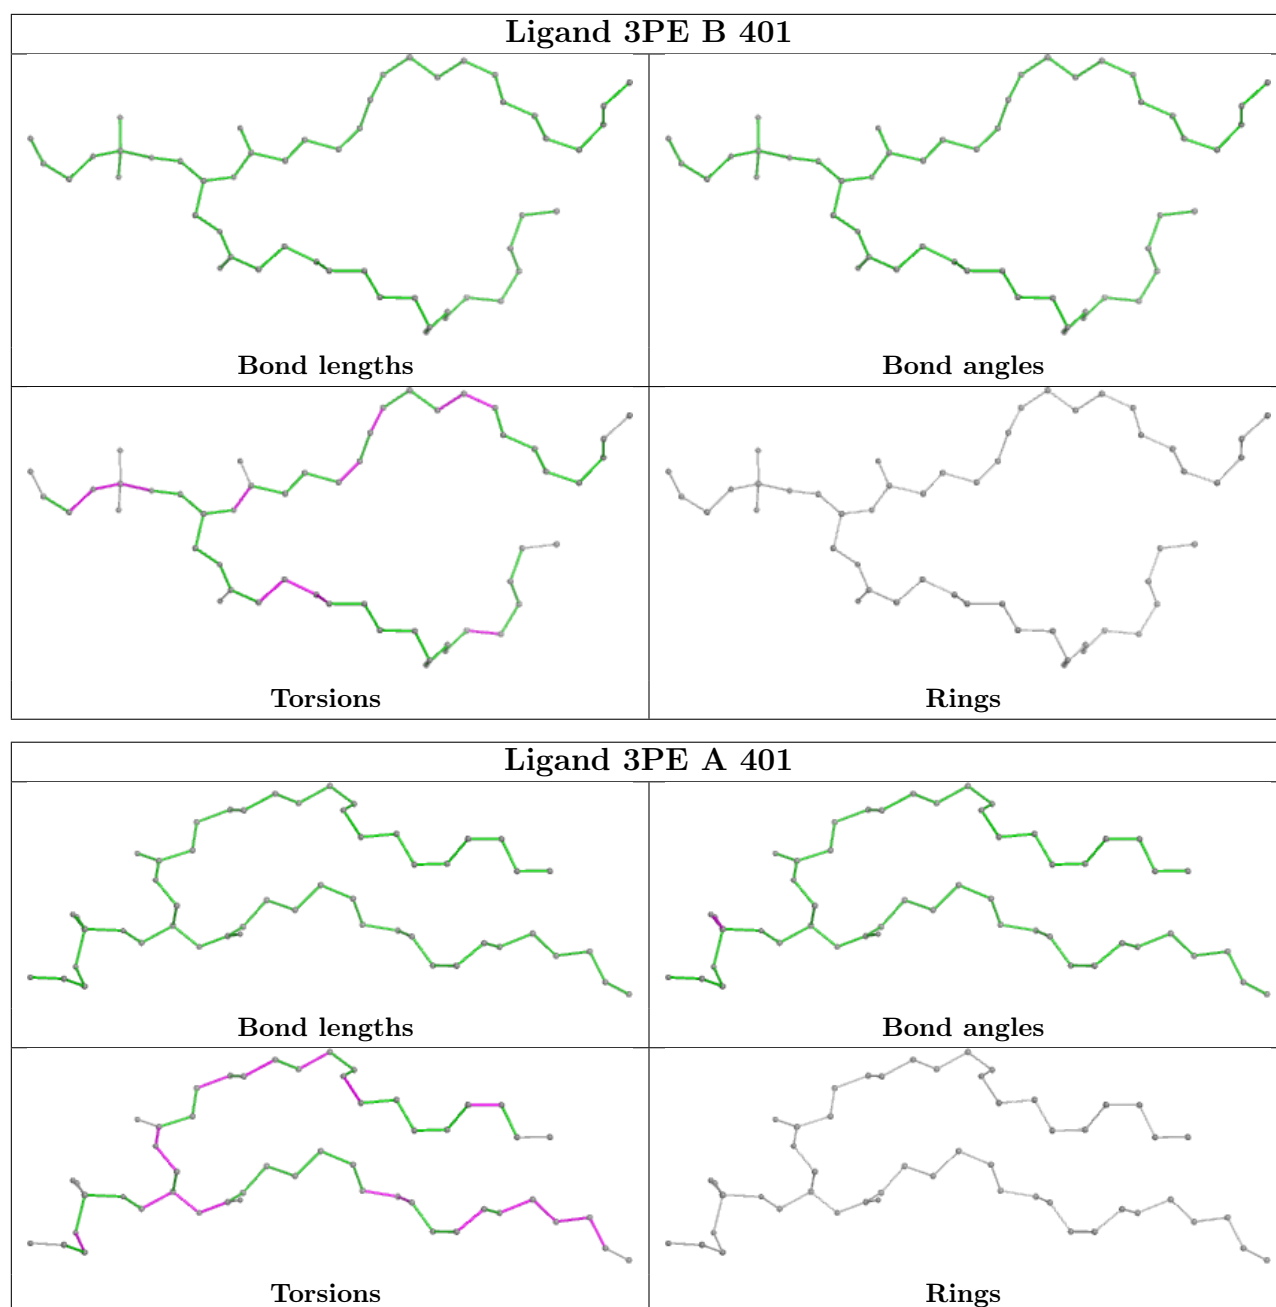 Ligand 3PE B 401
Bond lengths
Bond angles
Torsions
Rings
Ligand 3PE A 401
Bond lengths
Bond angles
Torsions
Rings